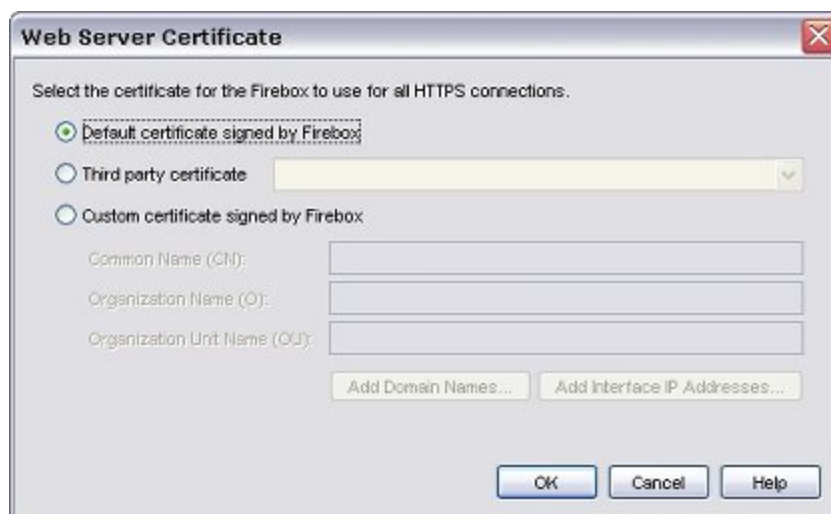 Web Server Certificate
Select the certificate for the Firebox to use for all HTTPS connections.
Default certificate signed by Firebox
Third party certificate
Custom certificate signed by Firebox
Common Name (CN):
Organization Name (O):
Organization Unit Name (OU):
Add Domain Names... Add Interface IP Addresses...
OK Cancel Help